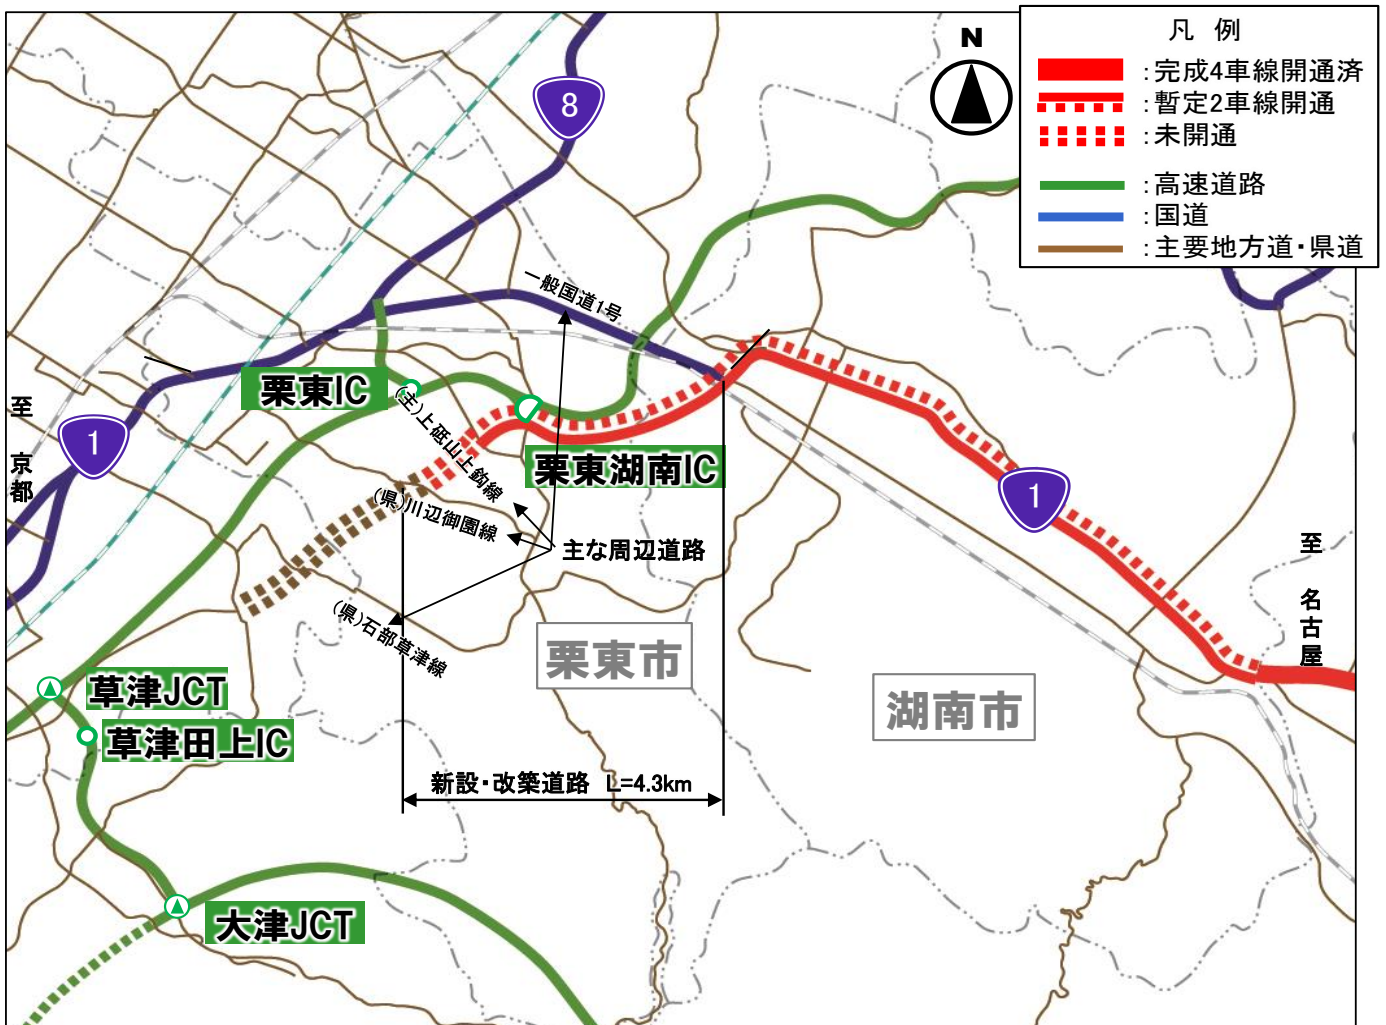 凡 例
:完成4車線開通済
:暫定2車線開通
:未開通
:高速道路
:国道
:主要地方道・県道
N
8
一般国道1号
栗東IC
至
京都
1
(主)上砥山上鈎線
栗東湖南IC
(県)川辺御園線
主な周辺道路
1
至
名古屋
(県)石部草津線
栗東市
湖南市
草津JCT
草津田上IC
新設・改築道路 L=4.3km
大津JCT